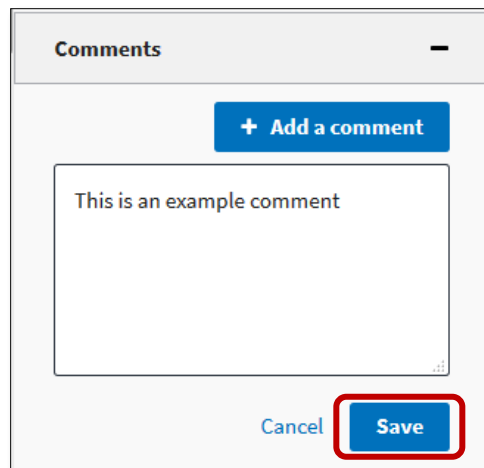 Comments
+ Add a comment
This is an example comment
Cancel Save